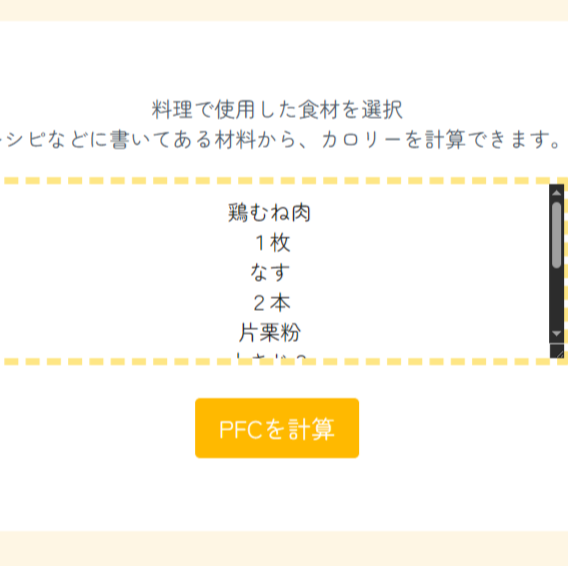 料理で使用した食材を選択
シピなどに書いてある材料から、カロリーを計算できます。
鶏むね肉
１枚
なす
２本
片栗粉
PFCを計算